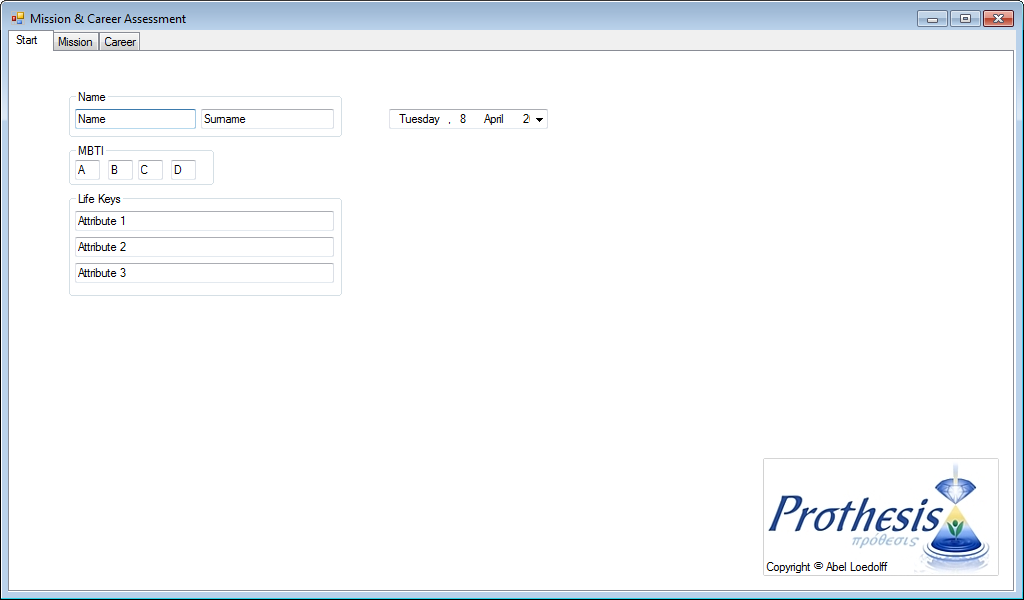 Mission & Career Assessment
Start Mission Career
Name
Name Surname
Tuesday , 8 April
MBTI
A B C D
Life Keys
Attribute 1
Attribute 2
Attribute 3
Prothesis
πρόθεσις
Copyright © Abel Loedolff